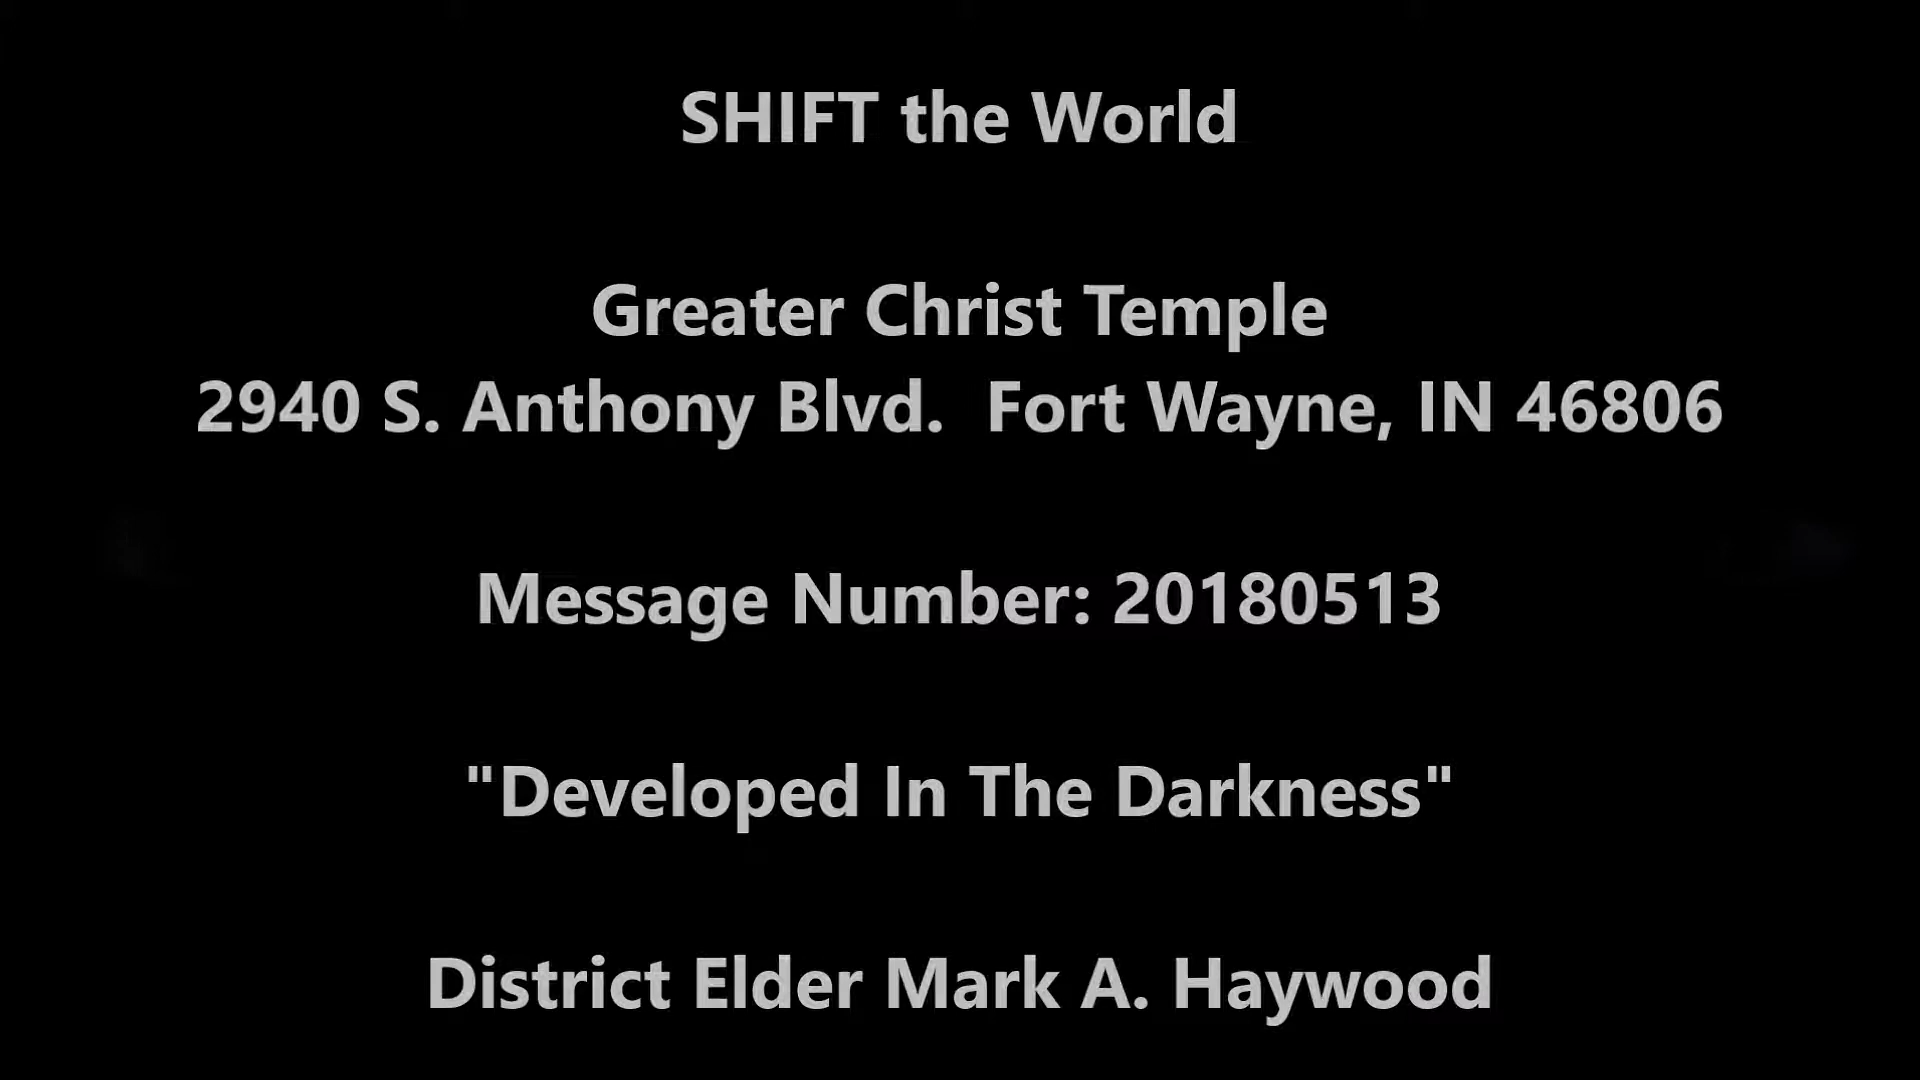 SHIFT the World
Greater Christ Temple
2940 S. Anthony Blvd.  Fort Wayne, IN 46806
Message Number: 20180513
"Developed In The Darkness"
District Elder Mark A. Haywood